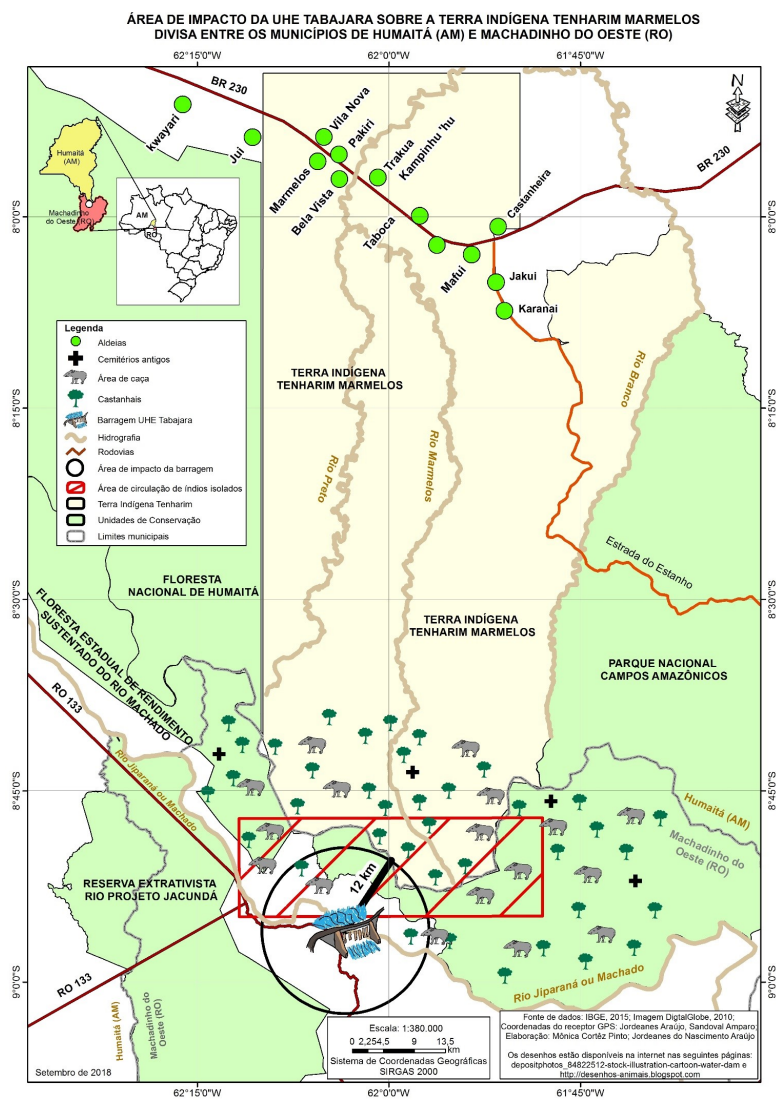 ÁREA DE IMPACTO DA UHE TABAJARA SOBRE A TERRA INDÍGENA TENHARIM MARMELOS
DIVISA ENTRE OS MUNICÍPIOS DE HUMAITÁ (AM) E MACHADINHO DO OESTE (RO)
62°15'0"O
62°0'0"O
61°45'0"O
BR 230
N
kwayari
Jui
Vila Nova
Pakiri
Marmelos
Bela Vista
Trakua
Kampinhu 'hu
Taboca
Castanheira
BR 230
Mafui
Jakui
Karanai
Humaitá
(AM)
Machadinho
do Oeste (RO)
AM
RO
8°0'0"S
8°0'0"S
Legenda
Aldeias
Cemitérios antigos
Área de caça
Castanhais
Barragem UHE Tabajara
Hidrografia
Rodovias
Área de impacto da barragem
Área de circulação de índios isolados
Terra Indígena Tenharim
Unidades de Conservação
Limites municipais
TERRA INDÍGENA
TENHARIM MARMELOS
Rio Branco
8°15'0"S
8°15'0"S
Rio Preto
Rio Marmelos
Estrada do Estanho
FLORESTA
NACIONAL DE HUMAITÁ
8°30'0"S
8°30'0"S
FLORESTA ESTADUAL DE RENDIMENTO
SUSTENTADO DO RIO MACHADO
TERRA INDÍGENA
TENHARIM MARMELOS
PARQUE NACIONAL
CAMPOS AMAZÔNICOS
RO 133
Rio Jiparaná ou Machado
8°45'0"S
8°45'0"S
Humaitá (AM)
Machadinho do
Oeste (RO)
RESERVA EXTRATIVISTA
RIO PROJETO JACUNDÁ
12 km
RO 133
Rio Jiparaná ou Machado
9°0'0"S
9°0'0"S
Humaitá (AM)
Machadinho do
Oeste (RO)
Escala: 1:380.000
0 2,254,5 9 13,5
km
Sistema de Coordenadas Geográficas
SIRGAS 2000
Fonte de dados: IBGE, 2015; Imagem DigtalGlobe, 2010;
Coordenadas do receptor GPS: Jordeanes Araújo, Sandoval Amparo;
Elaboração: Mônica Cortêz Pinto; Jordeanes do Nascimento Araújo
Os desenhos estão disponíveis na internet nas seguintes páginas:
depositphotos_84822512-stock-illustration-cartoon-water-dam e
http://desenhos-animais.blogspot.com
Setembro de 2018
62°15'0"O
62°0'0"O
61°45'0"O